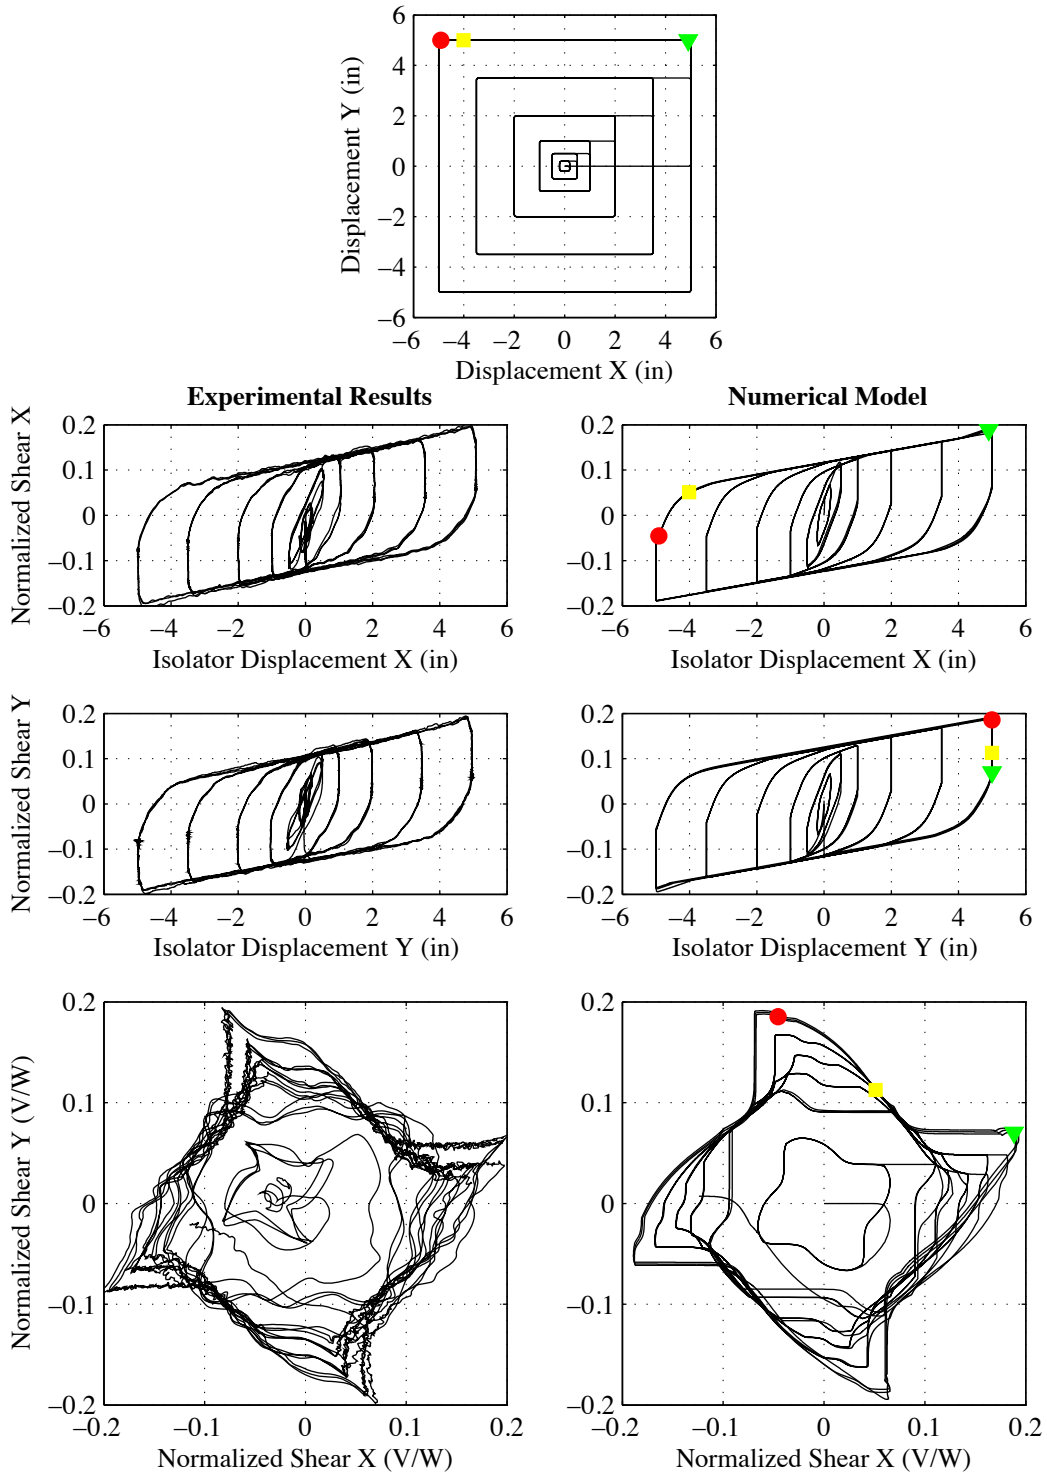 6
4
2
0
−2
−4
−6
Displacement Y (in)
−6 −4 −2 0 2 4 6
Displacement X (in)
Experimental Results
Numerical Model
Normalized Shear X
0.2
0.1
0
−0.1
−0.2
−6 −4 −2 0 2 4 6
Isolator Displacement X (in)
0.2
0.1
0
−0.1
−0.2
−6 −4 −2 0 2 4 6
Isolator Displacement X (in)
Normalized Shear Y
0.2
0.1
0
−0.1
−0.2
−6 −4 −2 0 2 4 6
Isolator Displacement Y (in)
0.2
0.1
0
−0.1
−0.2
−6 −4 −2 0 2 4 6
Isolator Displacement Y (in)
Normalized Shear Y (V/W)
0.2
0.1
0
−0.1
−0.2
−0.2 −0.1 0 0.1 0.2
Normalized Shear X (V/W)
0.2
0.1
0
−0.1
−0.2
−0.2 −0.1 0 0.1 0.2
Normalized Shear X (V/W)